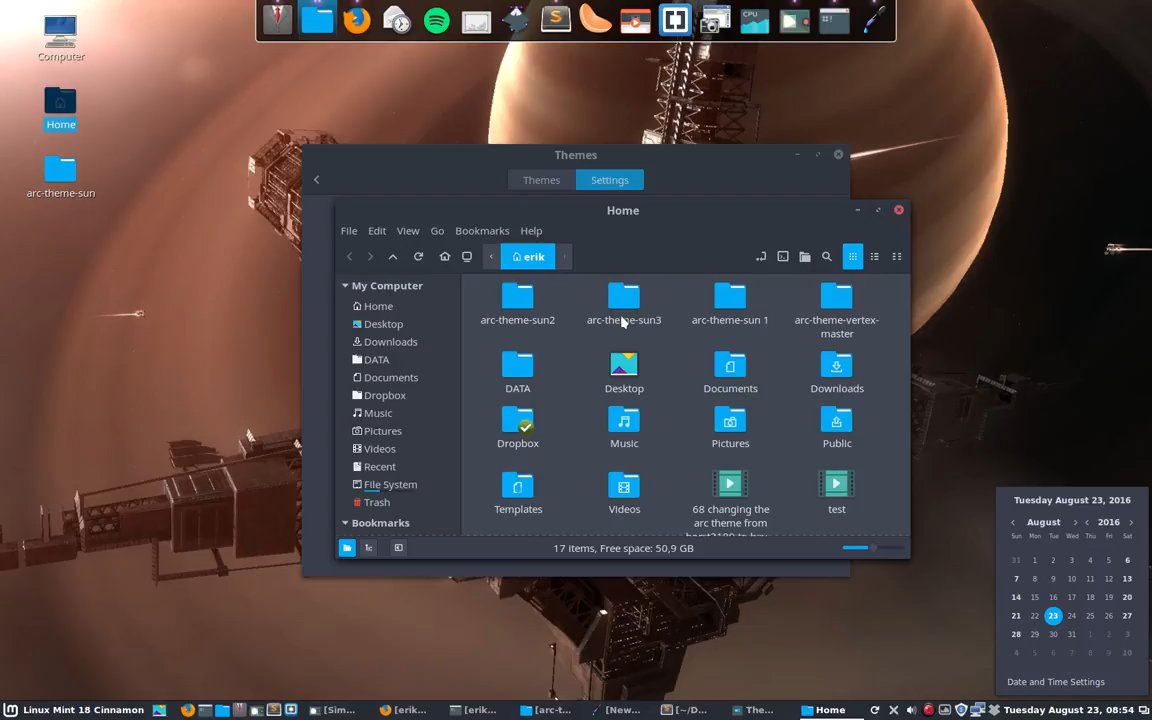 CPU
Computer
Home
arc-theme-sun
Themes
Themes
Settings
Home
File Edit View Go Bookmarks Help
erik
My Computer
Home
Desktop
Downloads
DATA
Documents
Dropbox
Music
Pictures
Videos
Recent
File System
Trash
Bookmarks
arc-theme-sun2
arc-theme-sun3
arc-theme-sun 1
arc-theme-vertex-
master
DATA
Desktop
Documents
Downloads
Dropbox
Music
Pictures
Public
Templates
Videos
68 changing the
arc theme from
test
17 items, Free space: 50,9 GB
Tuesday August 23, 2016
August 2016
Sun Mon Tue Wed Thu Fri Sat
31 1 2 3 4 5 6
7 8 9 10 11 12 13
14 15 16 17 18 19 20
21 22 23 24 25 26 27
28 29 30 31 1 2 3
4 5 6 7 8 9 10
Date and Time Settings
Linux Mint 18 Cinnamon
[Sim...
[erik...
[erik...
[arc-t...
[New...
[~/D...
The...
Home
Tuesday August 23, 08:54